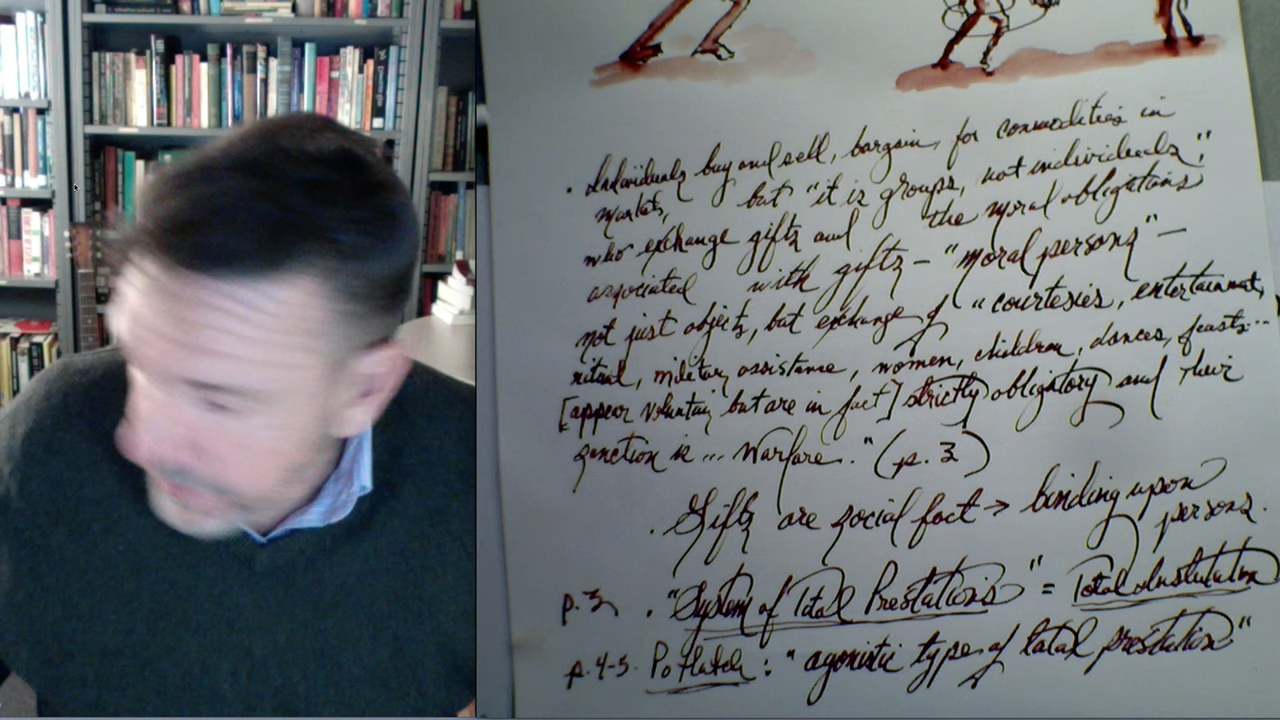 . Individuals buy and sell, bargain, for commodities in
markets, but "it is groups, not individuals,"
who exchange gifts and the moral obligations
associated with gifts – "moral persons" –
not just objects, but exchange of "courtesies, entertainment,
ritual, military assistance, women, children, dances, feasts...
[appear voluntary but are in fact] strictly obligatory and their
sanction is ... warfare." (p. 3)
. Gifts are social fact → binding upon
persons.
p. 3 . "System of Total Prestations" = Total Institution
p. 4-5. Potlatch : "agonistic type of total prestation"